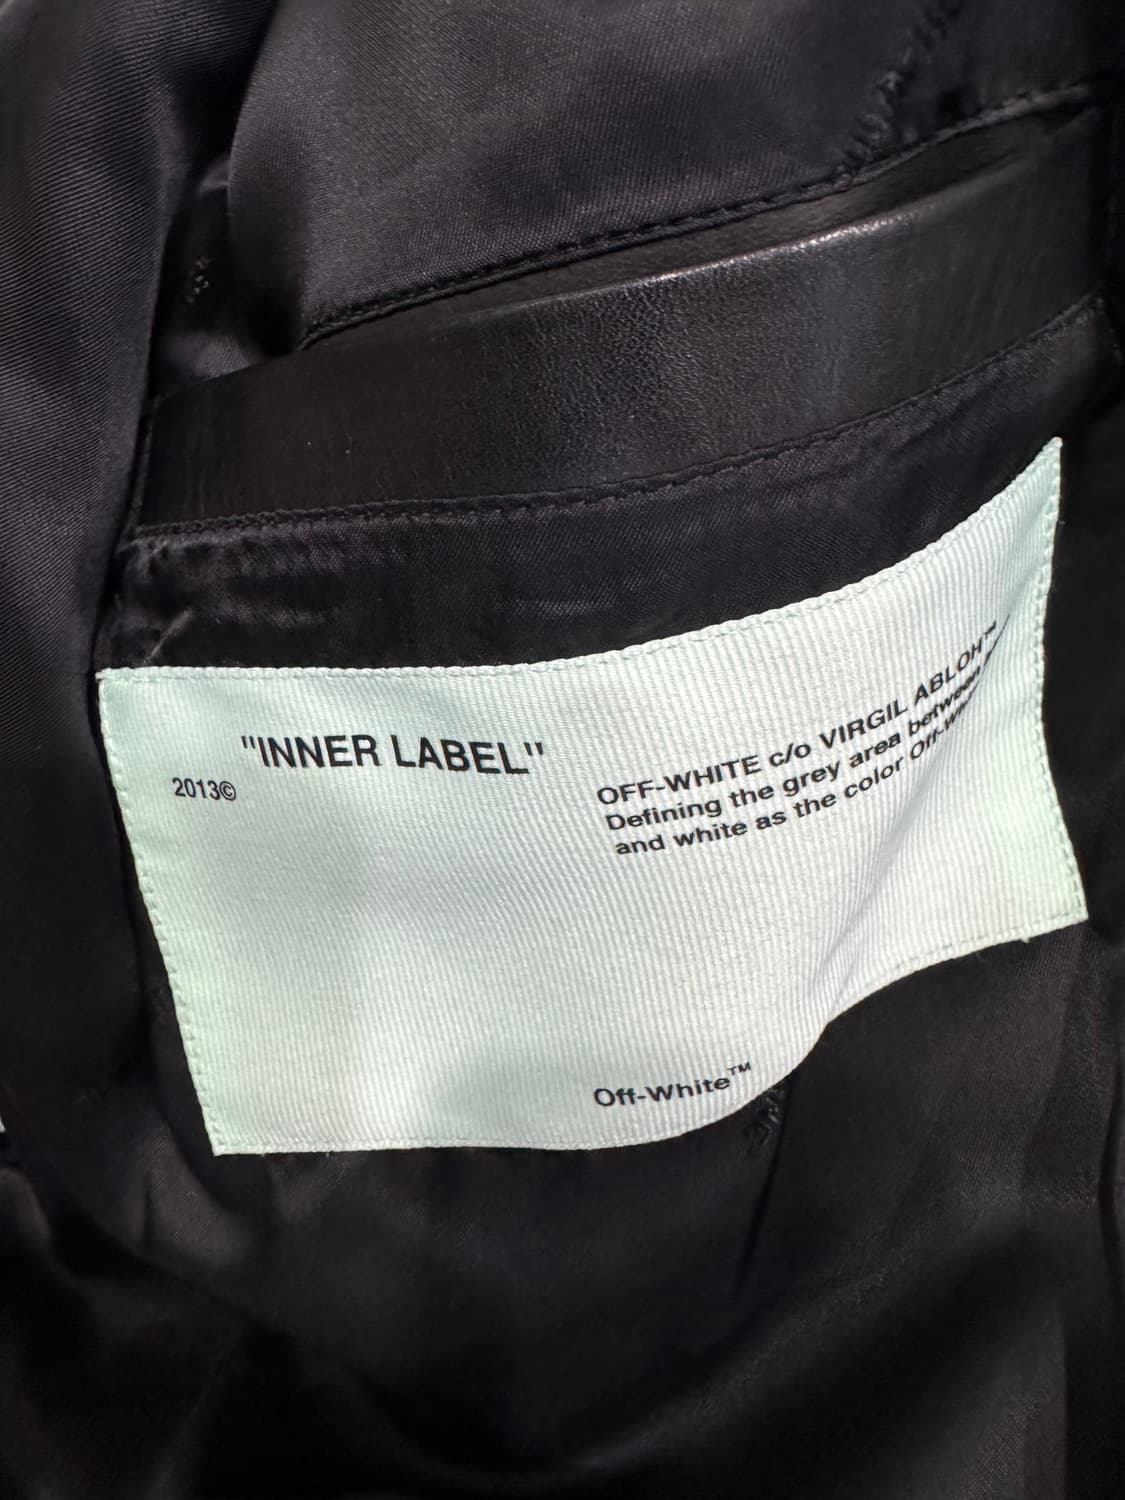 "INNER LABEL"
2013©
OFF-WHITE c/o VIRGIL ABLOH™
Defining the grey area between
and white as the color Off-Wh
Off-White™